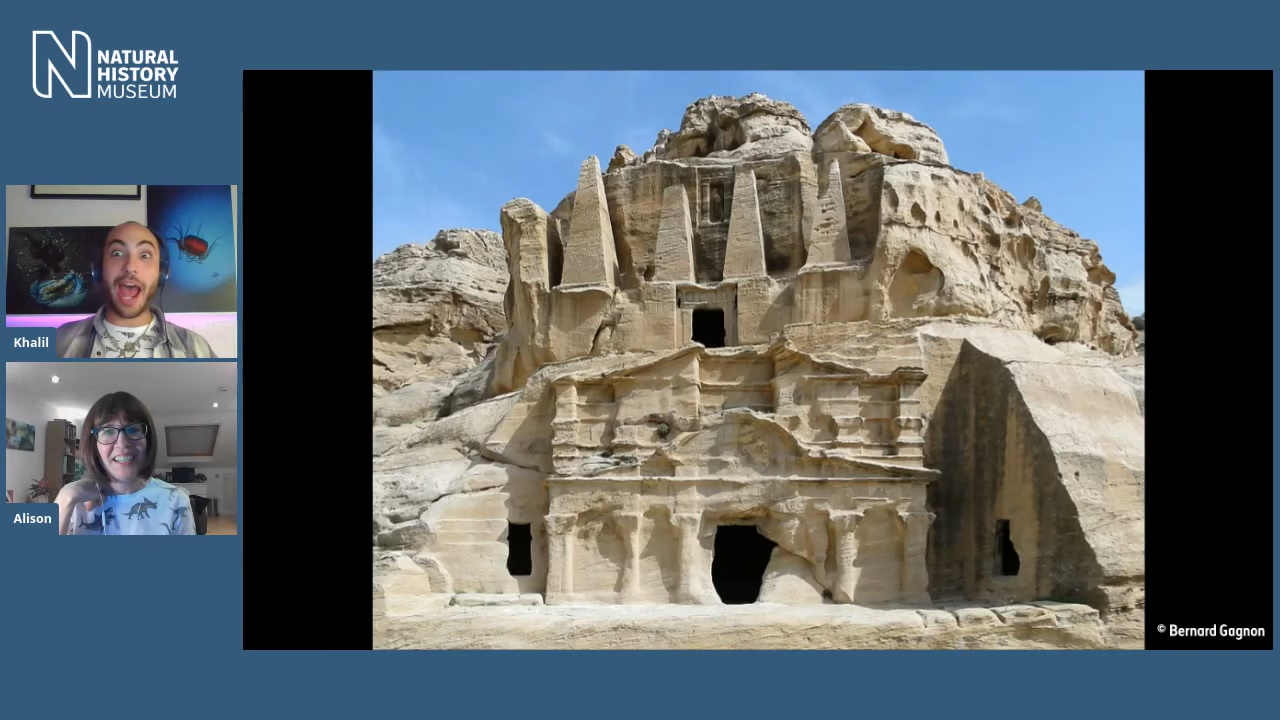 NATURAL
HISTORY
MUSEUM
Khalil
Alison
© Bernard Gagnon